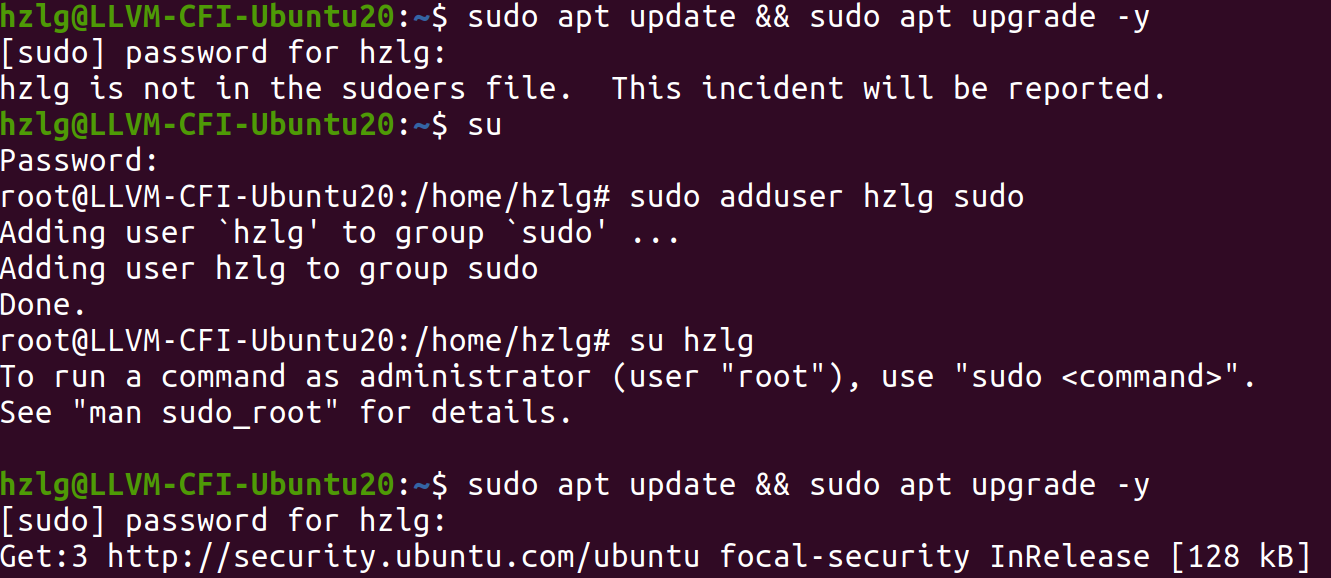 hzlg@LLVM-CFI-Ubuntu20:~$ sudo apt update && sudo apt upgrade -y
[sudo] password for hzlg:
hzlg is not in the sudoers file.  This incident will be reported.
hzlg@LLVM-CFI-Ubuntu20:~$ su
Password:
root@LLVM-CFI-Ubuntu20:/home/hzlg# sudo adduser hzlg sudo
Adding user `hzlg' to group `sudo' ...
Adding user hzlg to group sudo
Done.
root@LLVM-CFI-Ubuntu20:/home/hzlg# su hzlg
To run a command as administrator (user "root"), use "sudo <command>".
See "man sudo_root" for details.
hzlg@LLVM-CFI-Ubuntu20:~$ sudo apt update && sudo apt upgrade -y
[sudo] password for hzlg:
Get:3 http://security.ubuntu.com/ubuntu focal-security InRelease [128 kB]